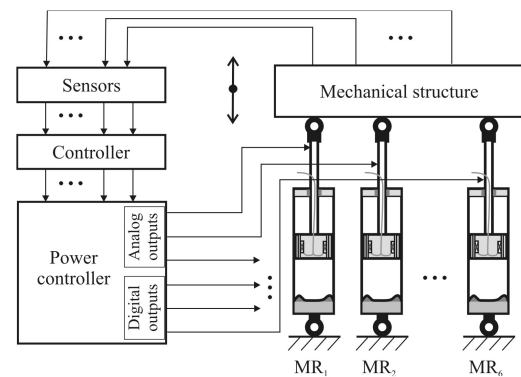 Sensors
Mechanical structure
Controller
Power
controller
Analog
outputs
Digital
outputs
MR₁ MR₂ MR₆